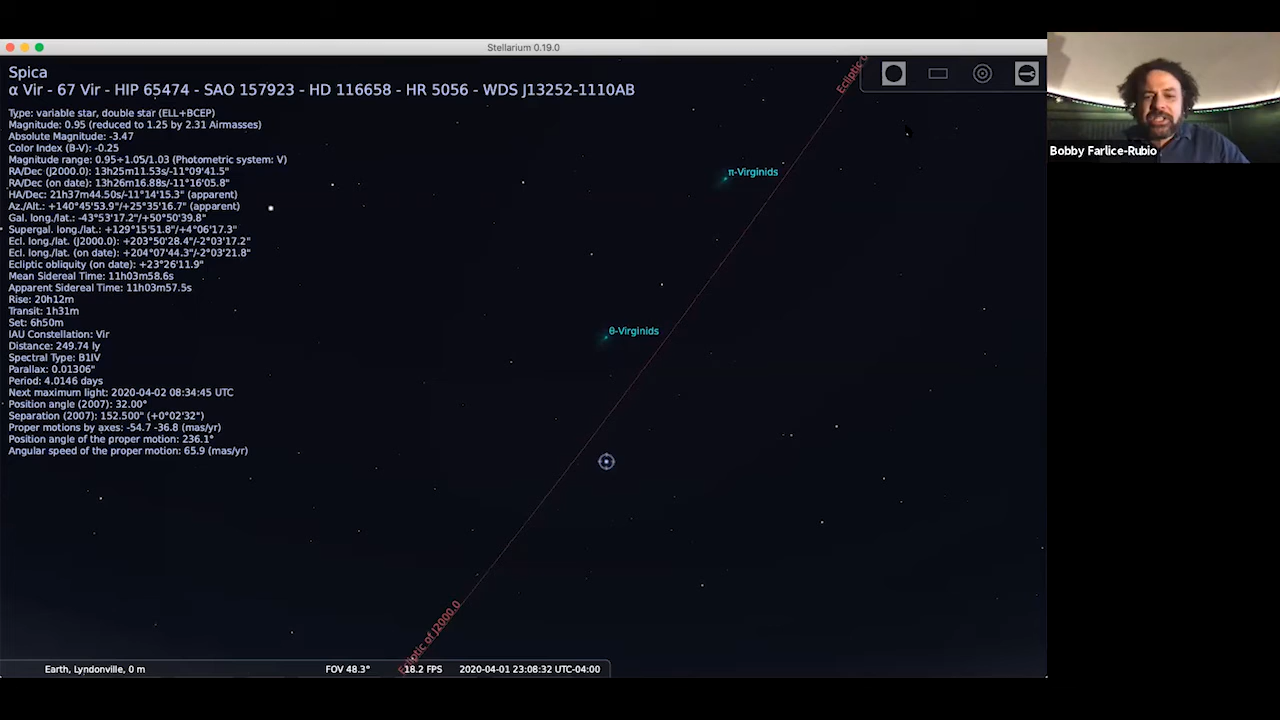 Stellarium 0.19.0
Spica
α Vir - 67 Vir - HIP 65474 - SAO 157923 - HD 116658 - HR 5056 - WDS J13252-1110AB
Type: variable star, double star (ELL+BCEP)
Magnitude: 0.95 (reduced to 1.25 by 2.31 Airmasses)
Absolute Magnitude: -3.47
Color Index (B-V): -0.25
Magnitude range: 0.95÷1.05/1.03 (Photometric system: V)
RA/Dec (J2000.0): 13h25m11.53s/-11°09'41.5"
RA/Dec (on date): 13h26m16.88s/-11°16'05.8"
HA/Dec: 21h37m44.50s/-11°14'15.3" (apparent)
Az./Alt.: +140°45'53.9"/+25°35'16.7" (apparent)
Gal. long./lat.: -43°53'17.2"/+50°50'39.8"
Supergal. long./lat.: +129°15'51.8"/+4°06'17.3"
Ecl. long./lat. (J2000.0): +203°50'28.4"/-2°03'17.2"
Ecl. long./lat. (on date): +204°07'44.3"/-2°03'21.8"
Ecliptic obliquity (on date): +23°26'11.9"
Mean Sidereal Time: 11h03m58.6s
Apparent Sidereal Time: 11h03m57.5s
Rise: 20h12m
Transit: 1h31m
Set: 6h50m
IAU Constellation: Vir
Distance: 249.74 ly
Spectral Type: B1IV
Parallax: 0.01306"
Period: 4.0146 days
Next maximum light: 2020-04-02 08:34:45 UTC
Position angle (2007): 32.00°
Separation (2007): 152.500" (+0°02'32")
Proper motions by axes: -54.7 -36.8 (mas/yr)
Position angle of the proper motion: 236.1°
Angular speed of the proper motion: 65.9 (mas/yr)
Ecliptic
π-Virginids
θ-Virginids
Ecliptic of J2000.0
Earth, Lyndonville, 0 m
FOV 48.3°
18.2 FPS
2020-04-01 23:08:32 UTC-04:00
Bobby Farlice-Rubio